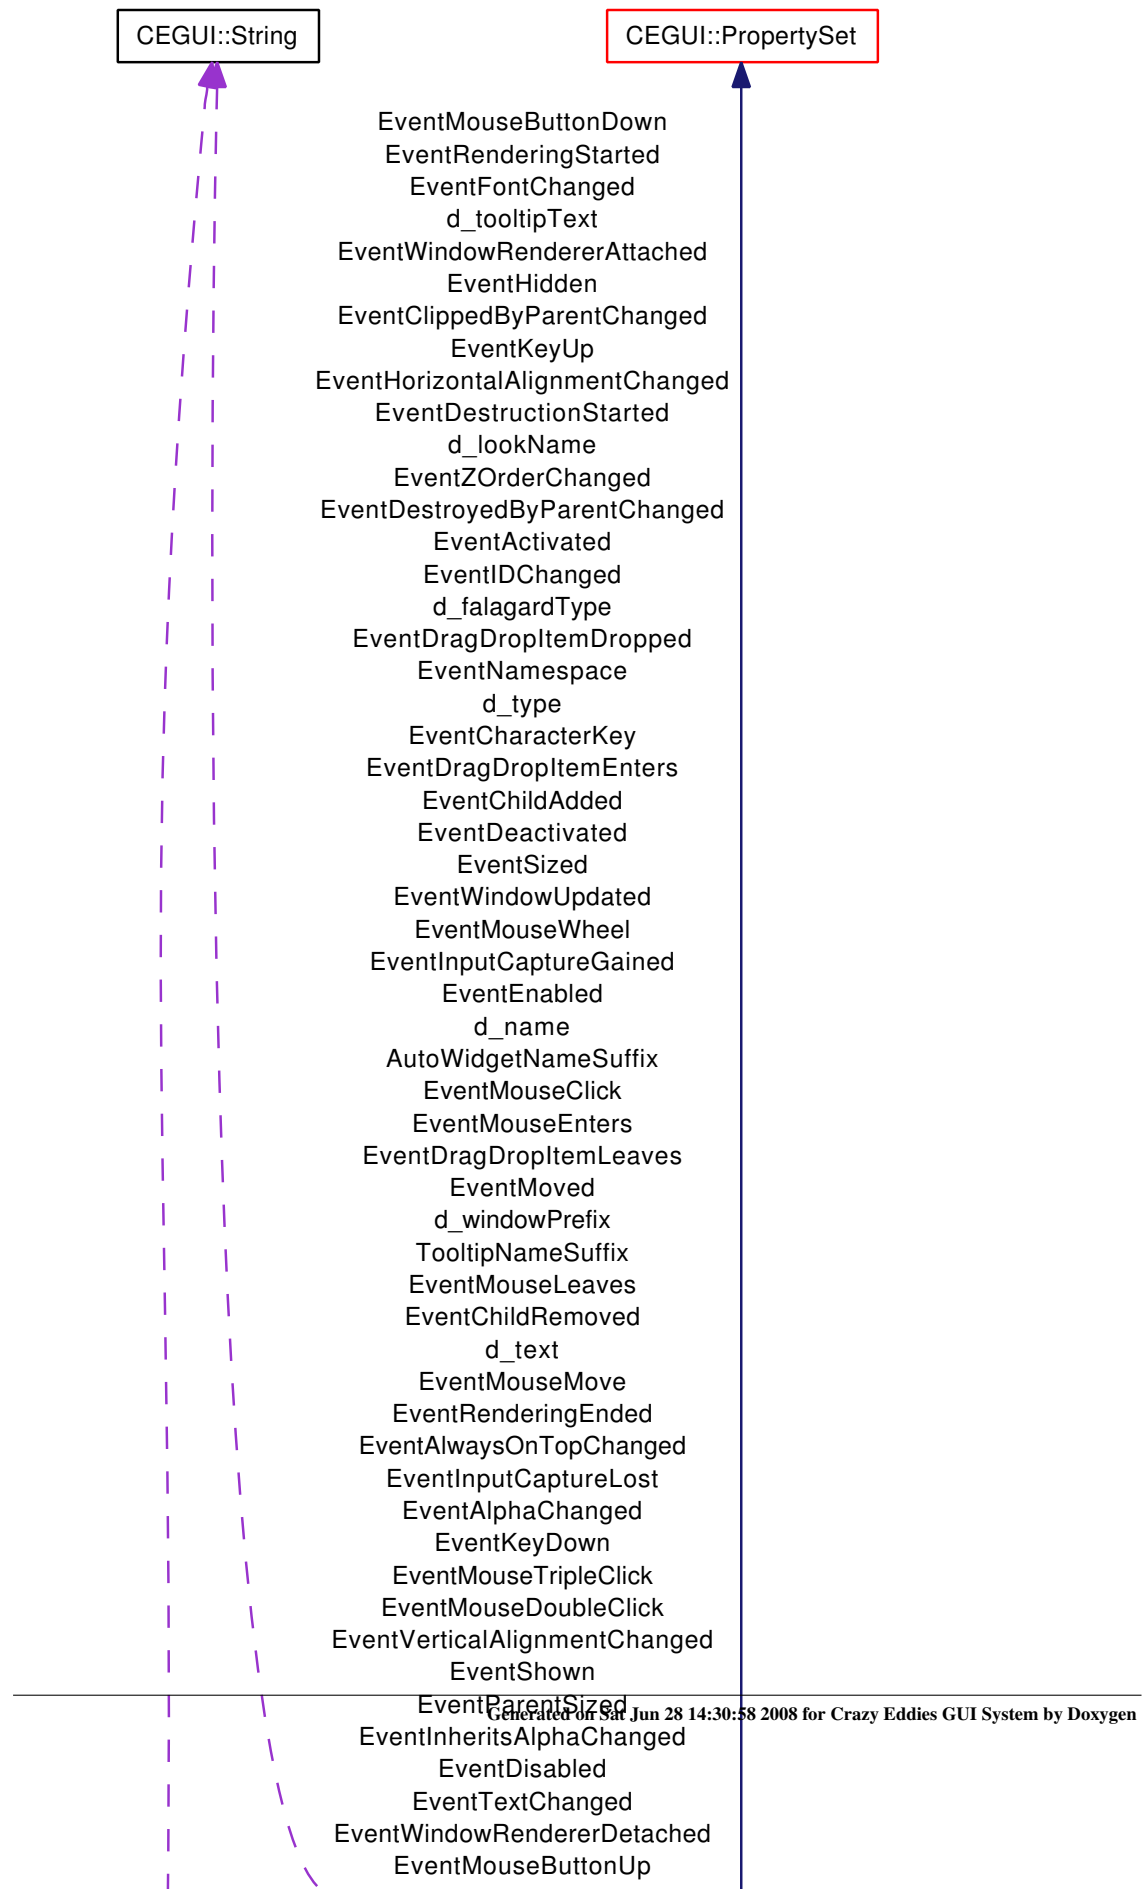 CEGUI::String
CEGUI::PropertySet
EventMouseButtonDown
EventRenderingStarted
EventFontChanged
d_tooltipText
EventWindowRendererAttached
EventHidden
EventClippedByParentChanged
EventKeyUp
EventHorizontalAlignmentChanged
EventDestructionStarted
d_lookName
EventZOrderChanged
EventDestroyedByParentChanged
EventActivated
EventIDChanged
d_falagardType
EventDragDropItemDropped
EventNamespace
d_type
EventCharacterKey
EventDragDropItemEnters
EventChildAdded
EventDeactivated
EventSized
EventWindowUpdated
EventMouseWheel
EventInputCaptureGained
EventEnabled
d_name
AutoWidgetNameSuffix
EventMouseClick
EventMouseEnters
EventDragDropItemLeaves
EventMoved
d_windowPrefix
TooltipNameSuffix
EventMouseLeaves
EventChildRemoved
d_text
EventMouseMove
EventRenderingEnded
EventAlwaysOnTopChanged
EventInputCaptureLost
EventAlphaChanged
EventKeyDown
EventMouseTripleClick
EventMouseDoubleClick
EventVerticalAlignmentChanged
EventShown
EventParentSized
Generated on Sat Jun 28 14:30:58 2008 for Crazy Eddies GUI System by Doxygen
EventInheritsAlphaChanged
EventDisabled
EventTextChanged
EventWindowRendererDetached
EventMouseButtonUp